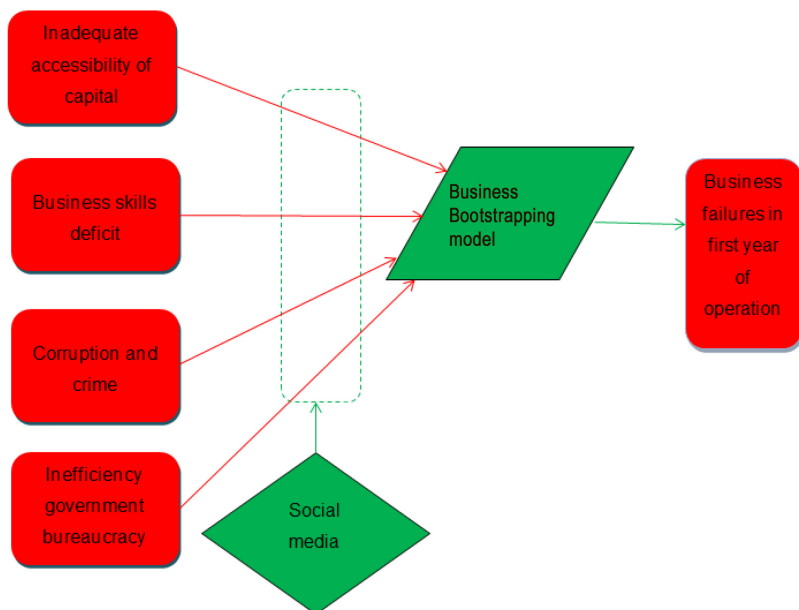 Inadequate
accessibility of
capital
Business skills
deficit
Corruption and
crime
Inefficiency
government
bureaucracy
Social
media
Business
Bootstrapping
model
Business
failures in
first year
of
operation